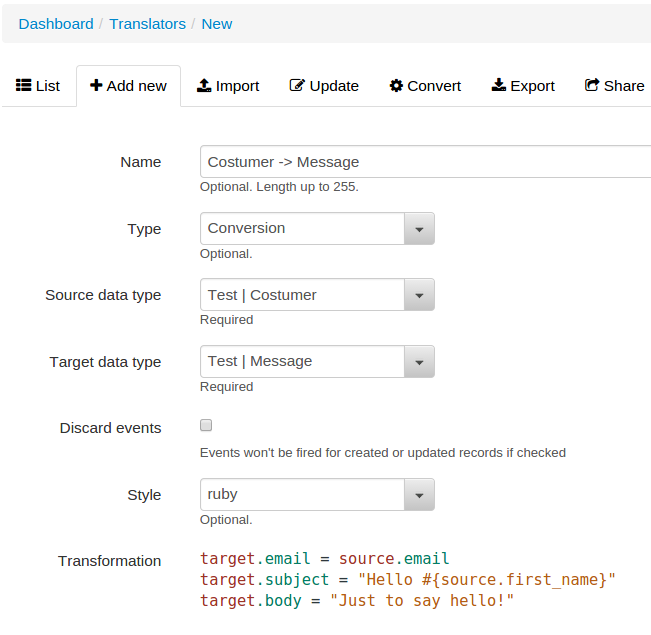 Dashboard / Translators / New
List Add new Import Update Convert Export Share
Name Costumer -> Message
Optional. Length up to 255.
Type Conversion
Optional.
Source data type Test | Costumer
Required
Target data type Test | Message
Required
Discard events
Events won't be fired for created or updated records if checked
Style ruby
Optional.
Transformation target.email = source.email
target.subject = "Hello #{source.first_name}"
target.body = "Just to say hello!"